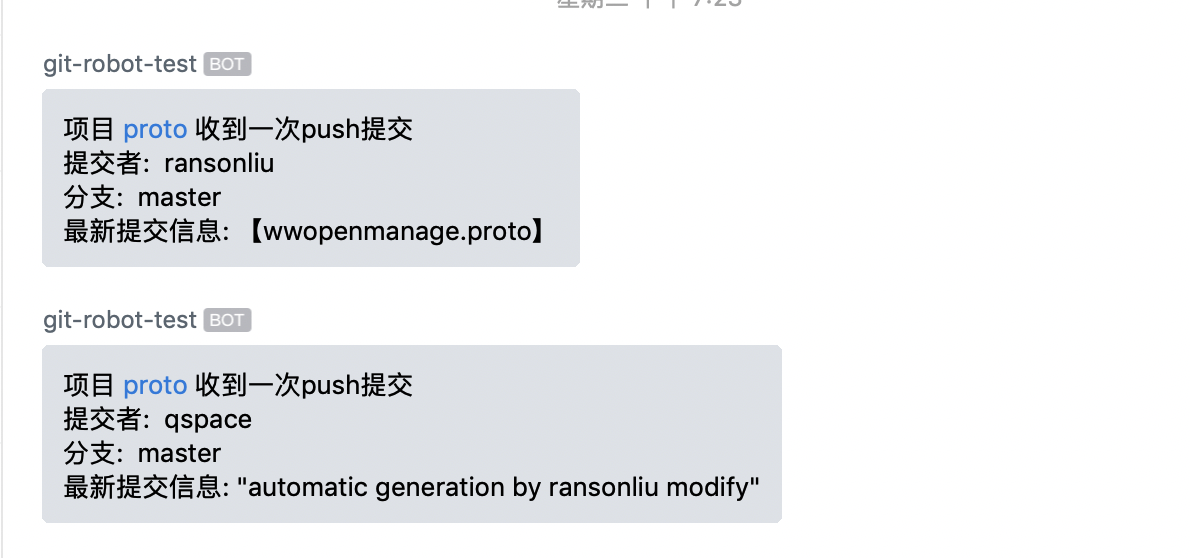 git-robot-test BOT
项目 proto 收到一次push提交
提交者: ransonliu
分支: master
最新提交信息: 【wwopenmanage.proto】
git-robot-test BOT
项目 proto 收到一次push提交
提交者: qspace
分支: master
最新提交信息: "automatic generation by ransonliu modify"